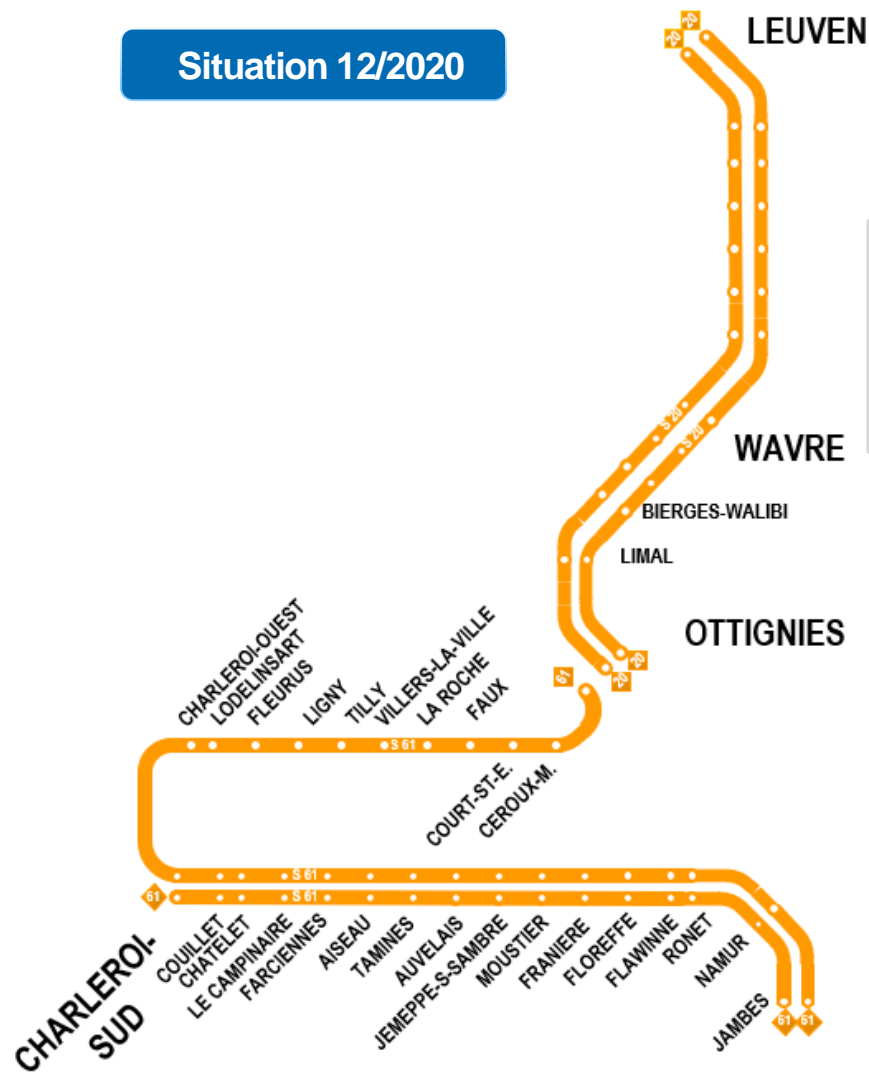 Situation 12/2020
20
20
LEUVEN
S 20
S 20
WAVRE
BIERGES-WALIBI
LIMAL
OTTIGNIES
20
20
61
CHARLEROI-OUEST
LODELINSART
FLEURUS
LIGNY
TILLY
VILLERS-LA-VILLE
LA ROCHE
FAUX
S 61
COURT-ST-E.
CEROUX-M.
S 61
61
S 61
CHARLEROI-
SUD
COUILLET
CHATELET
LE CAMPINAIRE
FARCIENNES
AISEAU
TAMINES
AUVELAIS
JEMEPPE-S-SAMBRE
MOUSTIER
FRANIERE
FLOREFFE
FLAWINNE
RONET
NAMUR
JAMBES
61
61